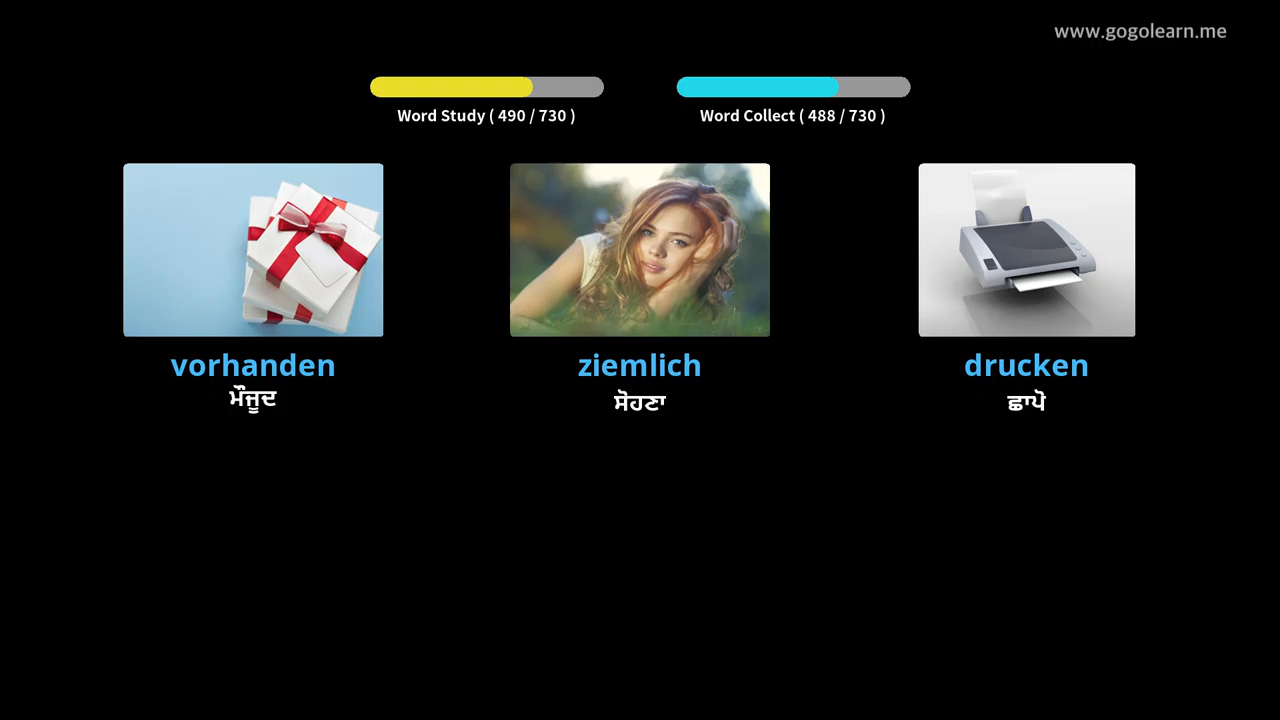 www.gogolearn.me
Word Study ( 490 / 730 )
Word Collect ( 488 / 730 )
vorhanden
ਮੌਜੂਦ
ziemlich
ਸੋਹਣਾ
drucken
ਛਾਪੋ